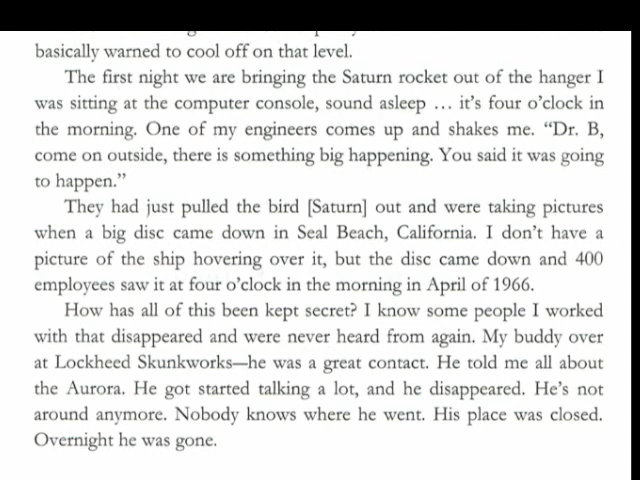 basically warned to cool off on that level.
The first night we are bringing the Saturn rocket out of the hanger I
was sitting at the computer console, sound asleep … it's four o'clock in
the morning. One of my engineers comes up and shakes me. “Dr. B,
come on outside, there is something big happening. You said it was going
to happen.”
They had just pulled the bird [Saturn] out and were taking pictures
when a big disc came down in Seal Beach, California. I don't have a
picture of the ship hovering over it, but the disc came down and 400
employees saw it at four o'clock in the morning in April of 1966.
How has all of this been kept secret? I know some people I worked
with that disappeared and were never heard from again. My buddy over
at Lockheed Skunkworks—he was a great contact. He told me all about
the Aurora. He got started talking a lot, and he disappeared. He's not
around anymore. Nobody knows where he went. His place was closed.
Overnight he was gone.